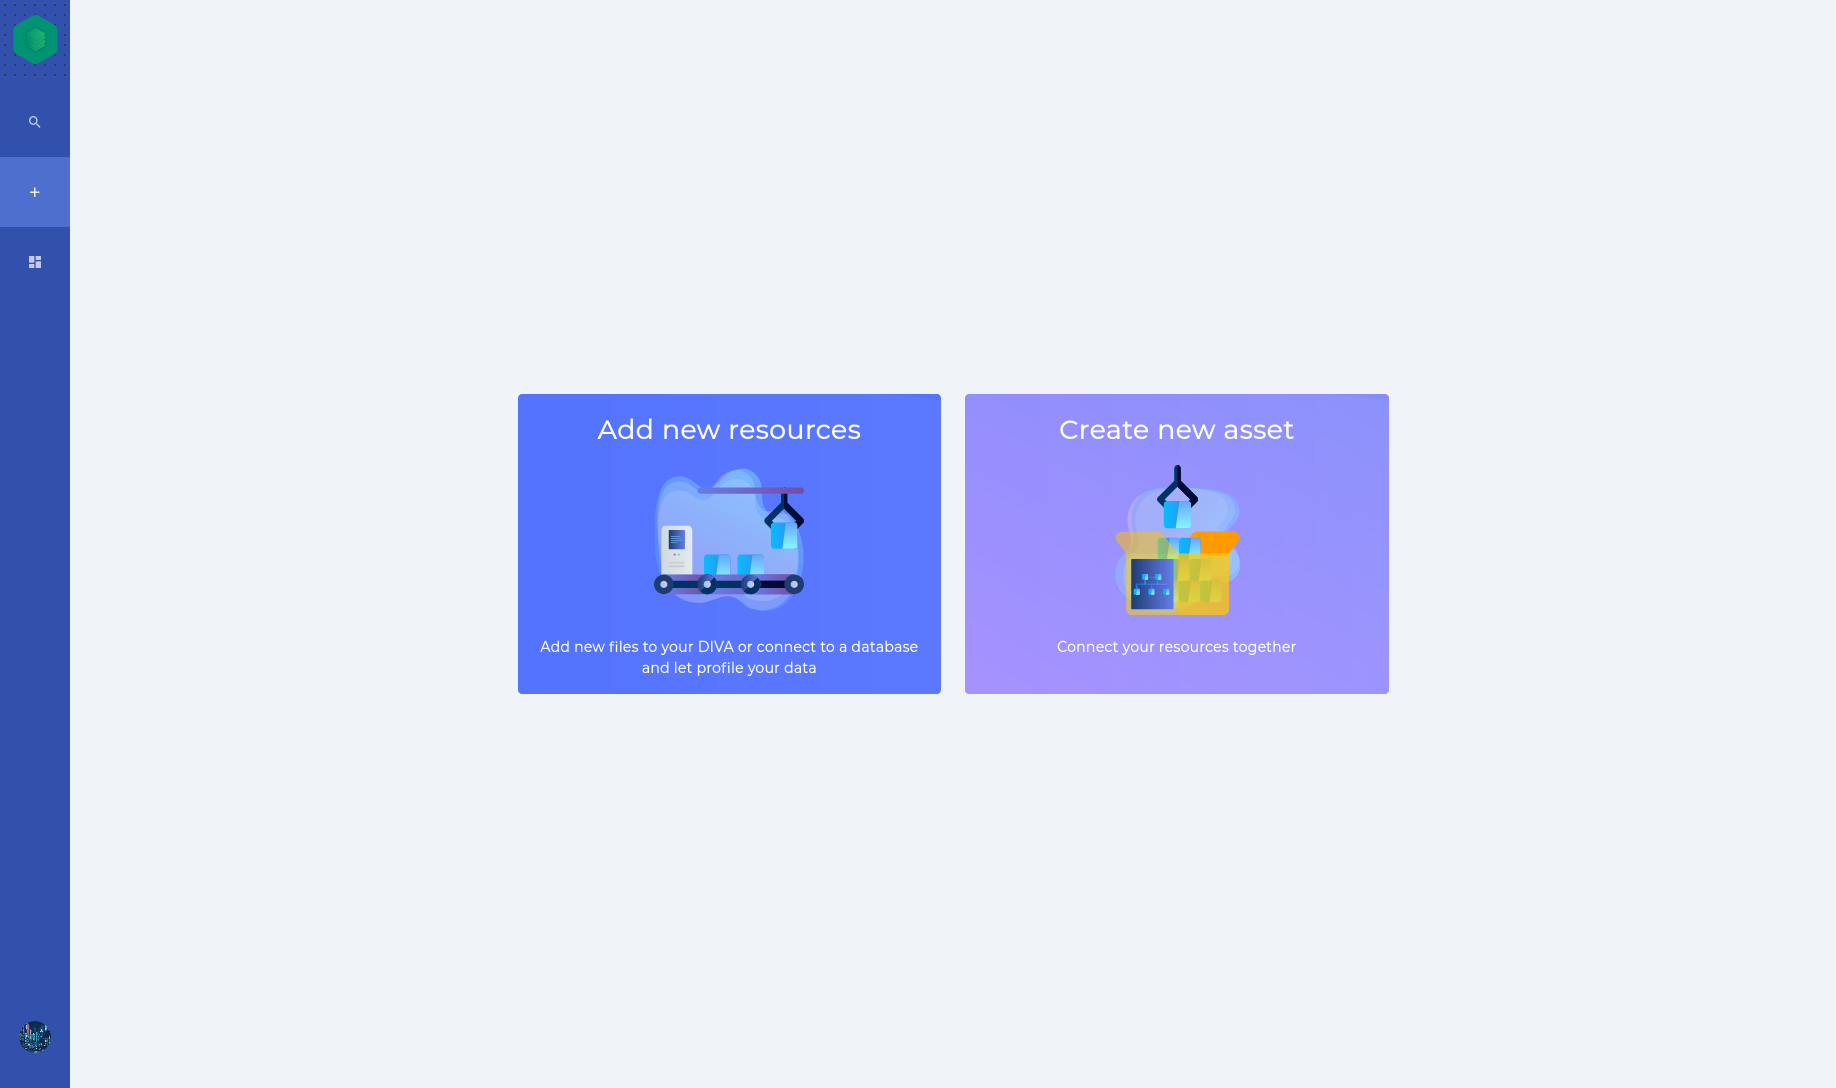 Add new resources
Add new files to your DIVA or connect to a database
and let profile your data
Create new asset
Connect your resources together